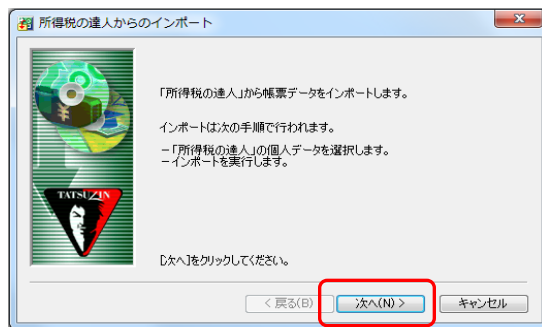 所得税の達人からのインポート
「所得税の達人」から帳票データをインポートします。
インポートは次の手順で行われます。
－「所得税の達人」の個人データを選択します。
－インポートを実行します。
TATSUZIN
[次へ]をクリックしてください。
< 戻る(B)
次へ(N) >
キャンセル